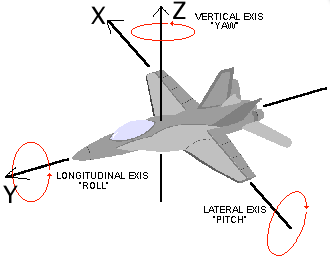 X
Z
VERTICAL EXIS
"YAW"
Y
LONGITUDINAL EXIS
"ROLL"
LATERAL EXIS
"PITCH"